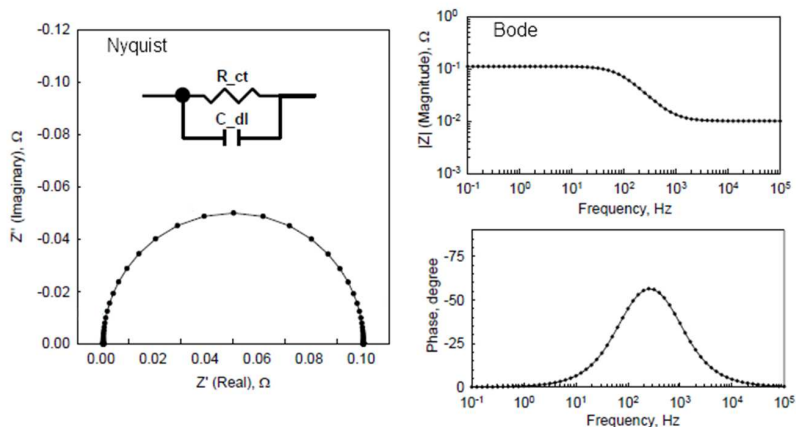 Nyquist
R_ct
C_dl
-0.12
-0.10
-0.08
-0.06
-0.04
-0.02
0.00
Z'' (Imaginary), Ω
0.00 0.02 0.04 0.06 0.08 0.10
Z' (Real), Ω
Bode
10⁰
10⁻¹
10⁻²
10⁻³
|Z| (Magnitude), Ω
10⁻¹ 10⁰ 10¹ 10² 10³ 10⁴ 10⁵
Frequency, Hz
-75
-50
-25
0
Phase, degree
10⁻¹ 10⁰ 10¹ 10² 10³ 10⁴ 10⁵
Frequency, Hz